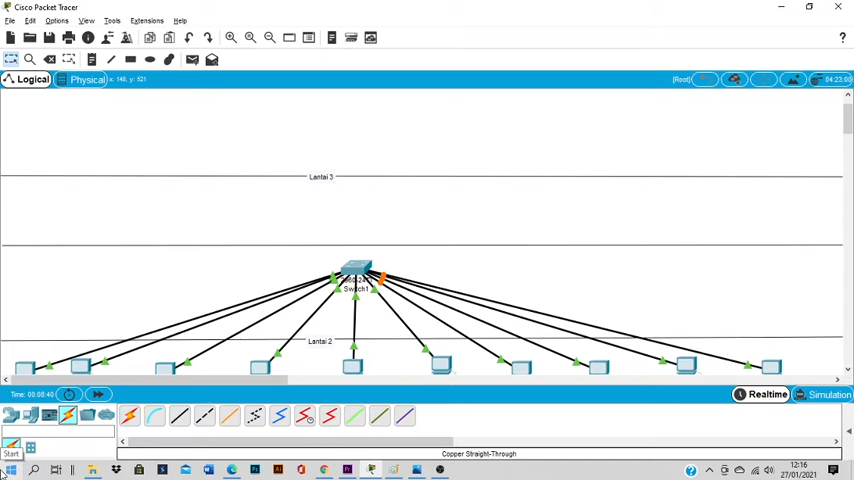 Cisco Packet Tracer
File Edit Options View Tools Extensions Help
Logical Physical x: 146, y: 521 [Root] 04:23:00
Lantai 3
Switch1
Lantai 2
Time: 00:08:40 Realtime Simulation
Start
Copper Straight-Through
12:16
27/01/2021